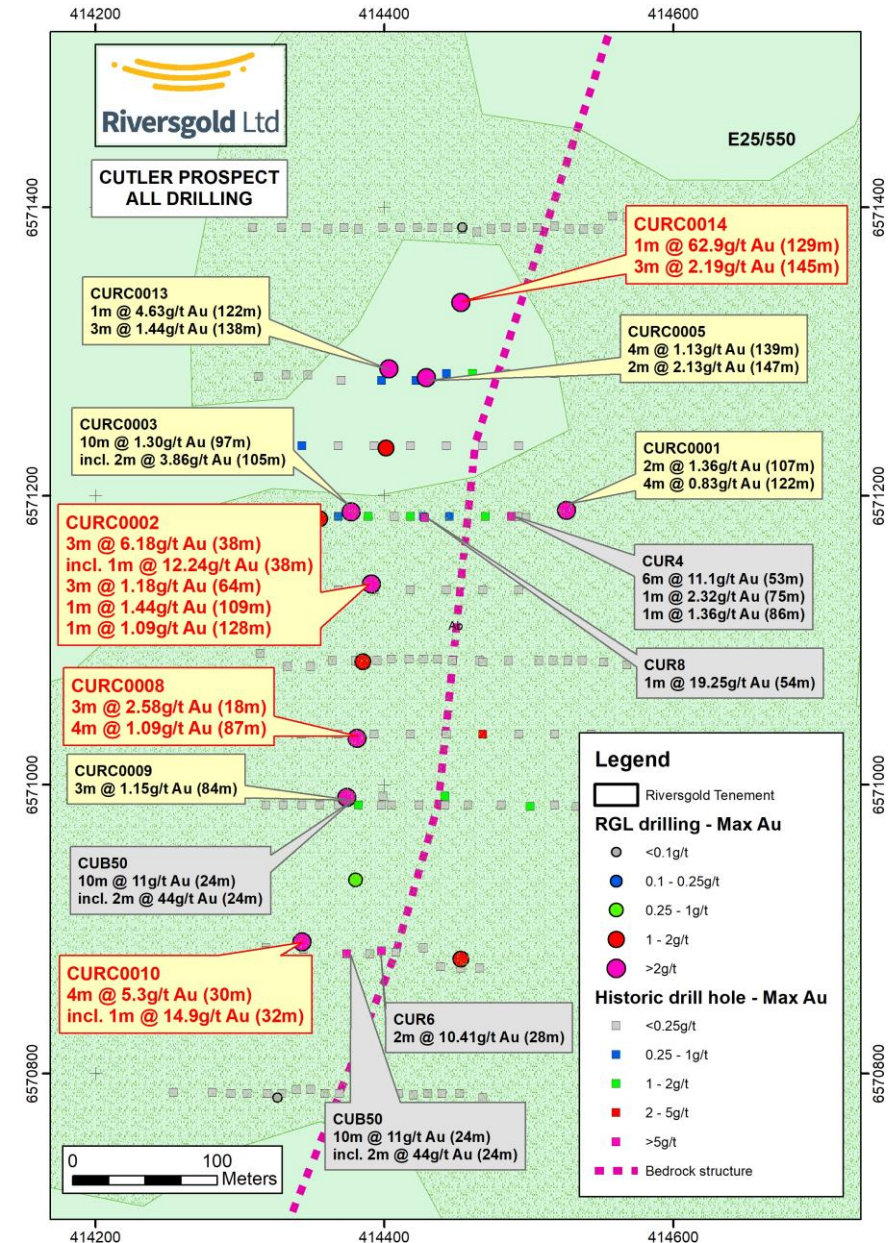 414200
414400
414600
Riversgold Ltd
CUTLER PROSPECT
ALL DRILLING
E25/550
6571400
6571400
CURC0014
1m @ 62.9g/t Au (129m)
3m @ 2.19g/t Au (145m)
CURC0013
1m @ 4.63g/t Au (122m)
3m @ 1.44g/t Au (138m)
CURC0005
4m @ 1.13g/t Au (139m)
2m @ 2.13g/t Au (147m)
CURC0003
10m @ 1.30g/t Au (97m)
incl. 2m @ 3.86g/t Au (105m)
CURC0001
2m @ 1.36g/t Au (107m)
4m @ 0.83g/t Au (122m)
6571200
6571200
CURC0002
3m @ 6.18g/t Au (38m)
incl. 1m @ 12.24g/t Au (38m)
3m @ 1.18g/t Au (64m)
1m @ 1.44g/t Au (109m)
1m @ 1.09g/t Au (128m)
CUR4
6m @ 11.1g/t Au (53m)
1m @ 2.32g/t Au (75m)
1m @ 1.36g/t Au (86m)
Ab
CUR8
1m @ 19.25g/t Au (54m)
CURC0008
3m @ 2.58g/t Au (18m)
4m @ 1.09g/t Au (87m)
CURC0009
3m @ 1.15g/t Au (84m)
6571000
6571000
CUB50
10m @ 11g/t Au (24m)
incl. 2m @ 44g/t Au (24m)
CURC0010
4m @ 5.3g/t Au (30m)
incl. 1m @ 14.9g/t Au (32m)
CUR6
2m @ 10.41g/t Au (28m)
CUB50
10m @ 11g/t Au (24m)
incl. 2m @ 44g/t Au (24m)
6570800
6570800
Legend
Riversgold Tenement
RGL drilling - Max Au
<0.1g/t
0.1 - 0.25g/t
0.25 - 1g/t
1 - 2g/t
>2g/t
Historic drill hole - Max Au
<0.25g/t
0.25 - 1g/t
1 - 2g/t
2 - 5g/t
>5g/t
Bedrock structure
0 100
Meters
414200
414400
414600